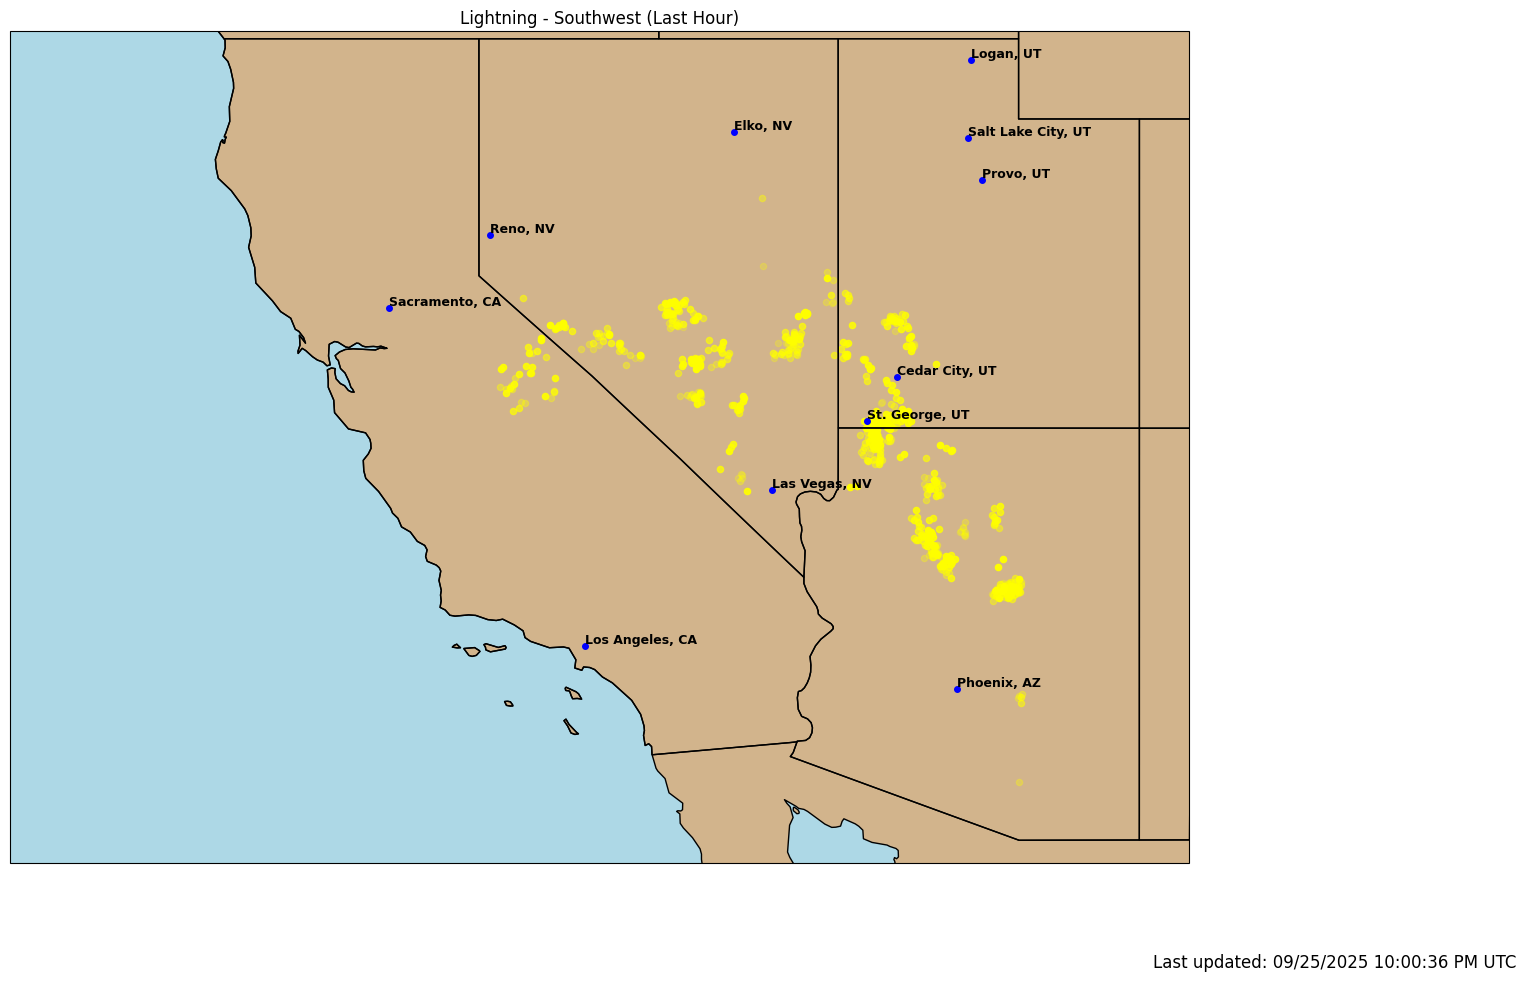 Lightning - Southwest (Last Hour)
Logan, UT
Elko, NV
Salt Lake City, UT
Provo, UT
Reno, NV
Sacramento, CA
Cedar City, UT
St. George, UT
Las Vegas, NV
Los Angeles, CA
Phoenix, AZ
Last updated: 09/25/2025 10:00:36 PM UTC